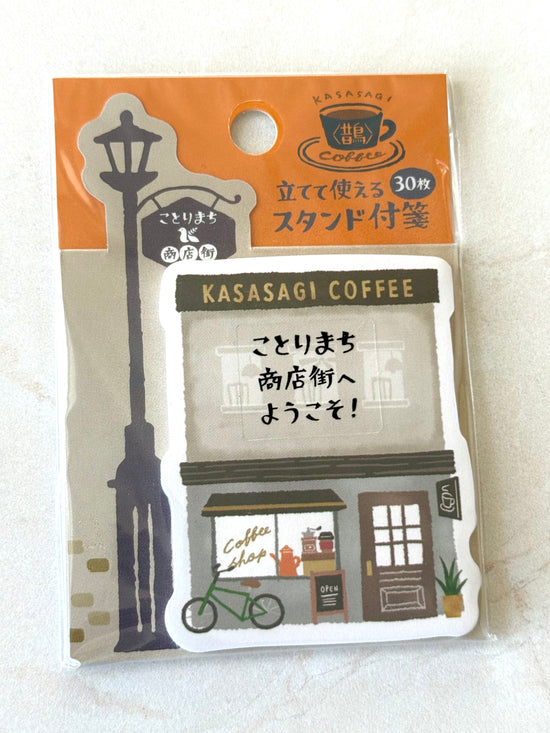 KASASAGI
鵲
Coffee
立てて使える
30枚
スタンド付箋
ことりまち
商店街
KASASAGI COFFEE
ことりまち
商店街へ
ようこそ!
Coffee
shop
OPEN